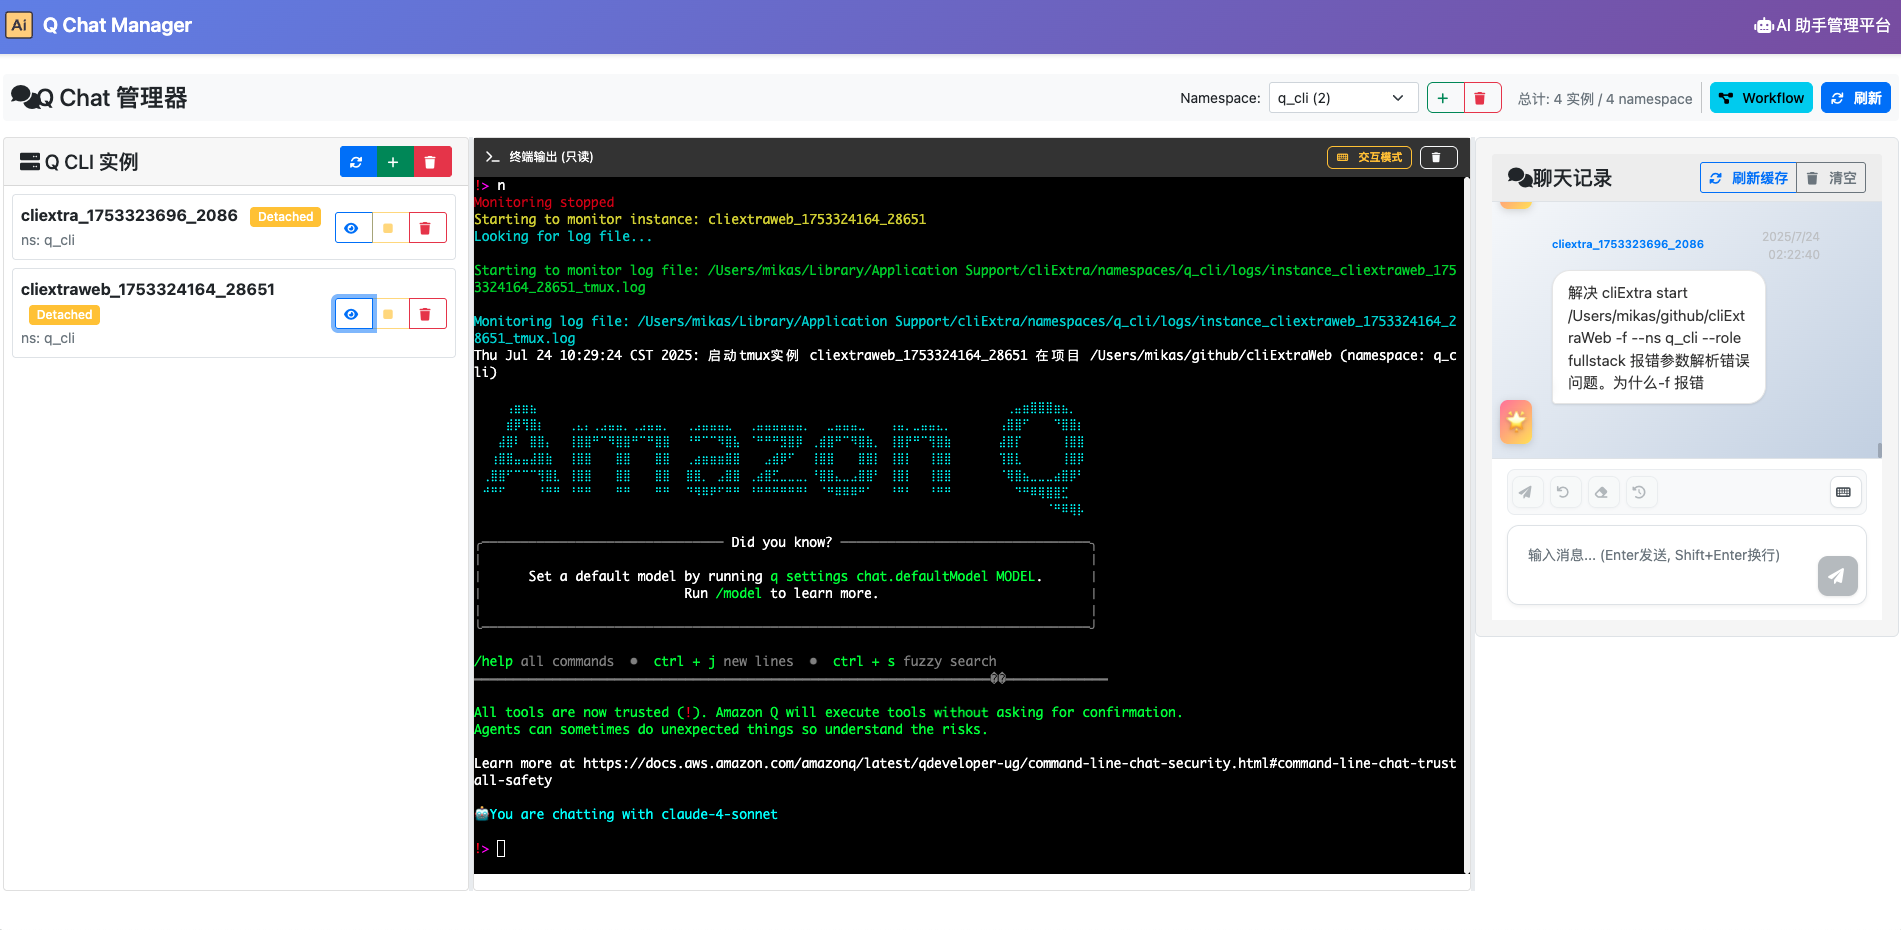 Ai Q Chat Manager
AI 助手管理平台
Q Chat 管理器
Namespace: q_cli (2)
总计: 4 实例 / 4 namespace
Workflow
刷新
Q CLI 实例
cliextra_1753323696_2086 Detached
ns: q_cli
cliextraweb_1753324164_28651
Detached
ns: q_cli
终端输出 (只读)
交互模式
!> n
Monitoring stopped
Starting to monitor instance: cliextraweb_1753324164_28651
Looking for log file...
Starting to monitor log file: /Users/mikas/Library/Application Support/cliExtra/namespaces/q_cli/logs/instance_cliextraweb_175
3324164_28651_tmux.log
Monitoring log file: /Users/mikas/Library/Application Support/cliExtra/namespaces/q_cli/logs/instance_cliextraweb_1753324164_2
8651_tmux.log
Thu Jul 24 10:29:24 CST 2025: 启动tmux实例 cliextraweb_1753324164_28651 在项目 /Users/mikas/github/cliExtraWeb (namespace: q_c
li)
Amazon Q
Did you know?
Set a default model by running q settings chat.defaultModel MODEL.
Run /model to learn more.
/help all commands • ctrl + j new lines • ctrl + s fuzzy search
All tools are now trusted (!). Amazon Q will execute tools without asking for confirmation.
Agents can sometimes do unexpected things so understand the risks.
Learn more at https://docs.aws.amazon.com/amazonq/latest/qdeveloper-ug/command-line-chat-security.html#command-line-chat-trust
all-safety
You are chatting with claude-4-sonnet
!>
聊天记录
刷新缓存
清空
cliextra_1753323696_2086
2025/7/24
02:22:40
解决 cliExtra start
/Users/mikas/github/cliExt
raWeb -f --ns q_cli --role
fullstack 报错参数解析错误
问题。为什么-f 报错
输入消息... (Enter发送, Shift+Enter换行)